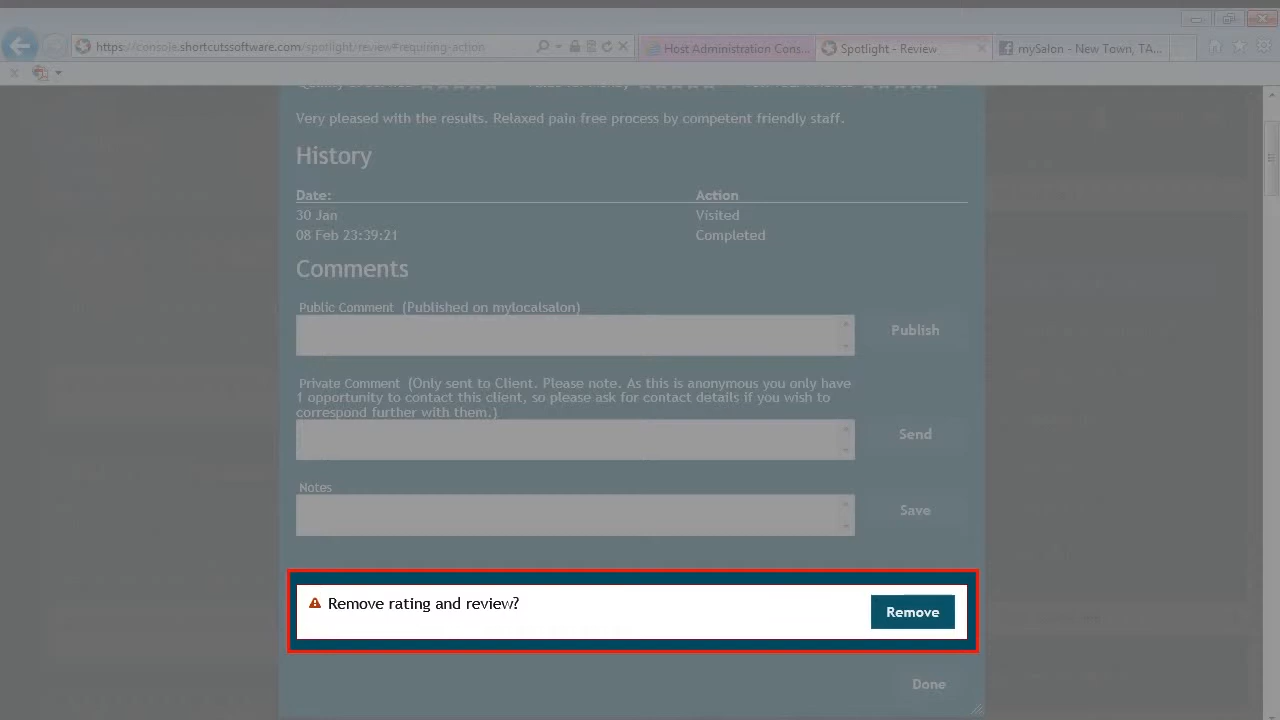 https://console.shortcutssoftware.com/spotlight/review#requiring-action
Host Administration Cons...
Spotlight - Review
mySalon - New Town, TA...
Very pleased with the results. Relaxed pain free process by competent friendly staff.
History
Date: Action
30 Jan Visited
08 Feb 23:39:21 Completed
Comments
Public Comment (Published on mylocalsalon)
Publish
Private Comment (Only sent to Client. Please note. As this is anonymous you only have
1 opportunity to contact this client, so please ask for contact details if you wish to
correspond further with them.)
Send
Notes
Save
Remove rating and review?
Remove
Done